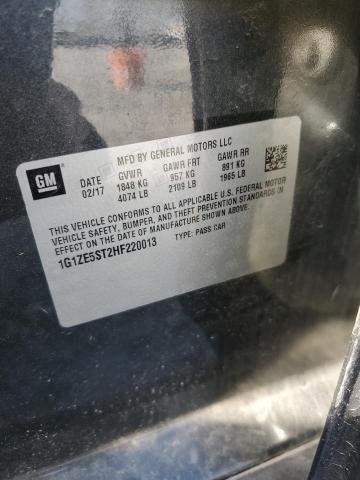 GM
MFD BY GENERAL MOTORS LLC
DATE GVWR GAWR FRT GAWR RR
02/17 1848 KG 957 KG 891 KG
4074 LB 2109 LB 1965 LB
THIS VEHICLE CONFORMS TO ALL APPLICABLE U.S. FEDERAL MOTOR
VEHICLE SAFETY, BUMPER, AND THEFT PREVENTION STANDARDS IN
EFFECT ON THE DATE OF MANUFACTURE SHOWN ABOVE.
1G1ZE5ST2HF220013 TYPE: PASS CAR